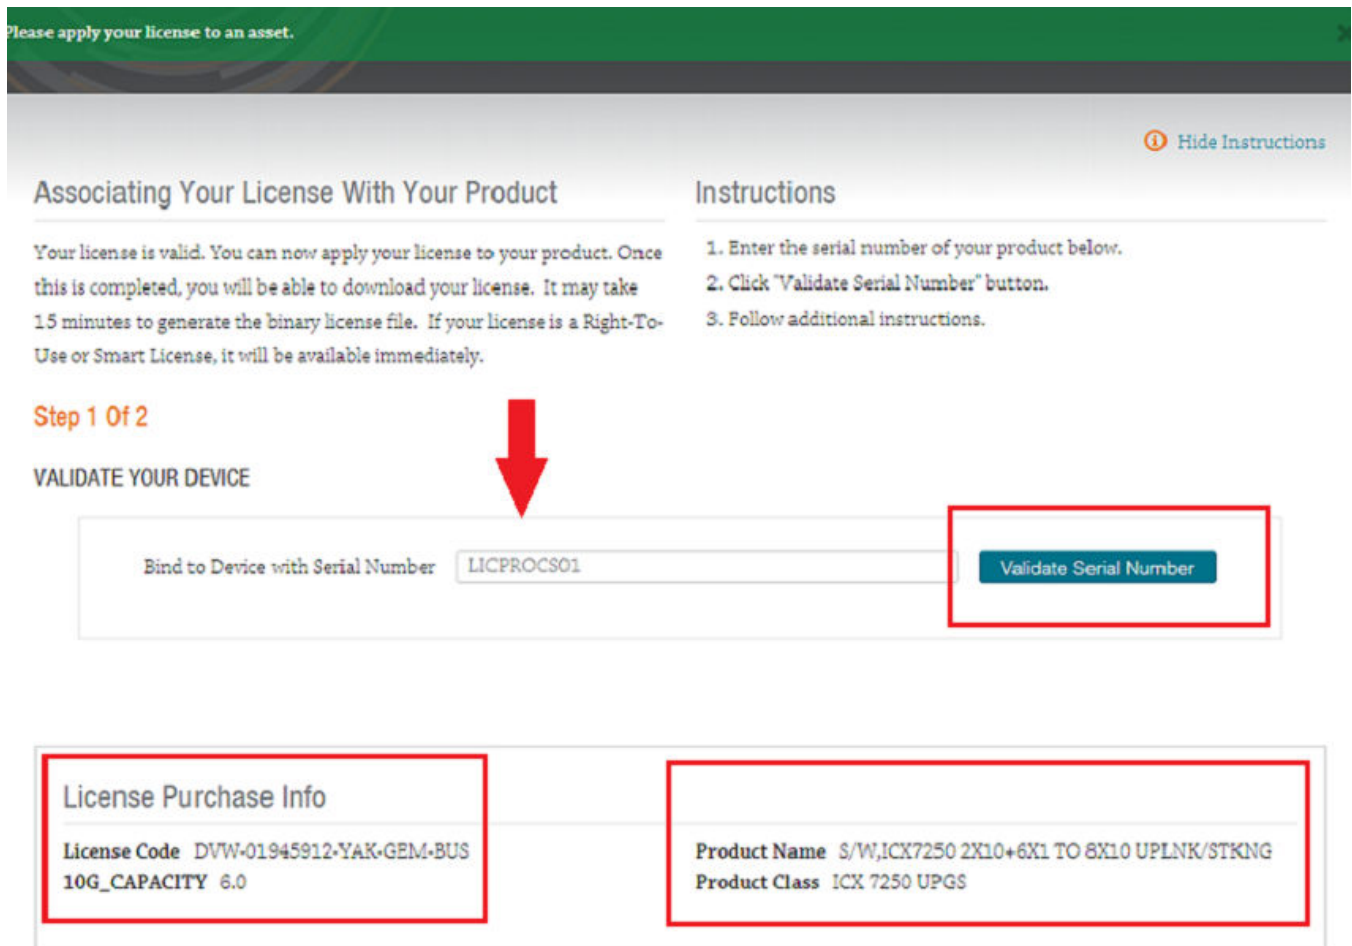 Please apply your license to an asset.
Hide Instructions
Associating Your License With Your Product
Your license is valid. You can now apply your license to your product. Once
this is completed, you will be able to download your license. It may take
15 minutes to generate the binary license file. If your license is a Right-To-
Use or Smart License, it will be available immediately.
Instructions
1. Enter the serial number of your product below.
2. Click "Validate Serial Number" button.
3. Follow additional instructions.
Step 1 Of 2
VALIDATE YOUR DEVICE
Bind to Device with Serial Number LICPROCS01 Validate Serial Number
License Purchase Info
License Code DVW-01945912-YAK-GEM-BUS
10G_CAPACITY 6.0
Product Name S/W,ICX7250 2X10+6X1 TO 8X10 UPLNK/STKNG
Product Class ICX 7250 UPGS